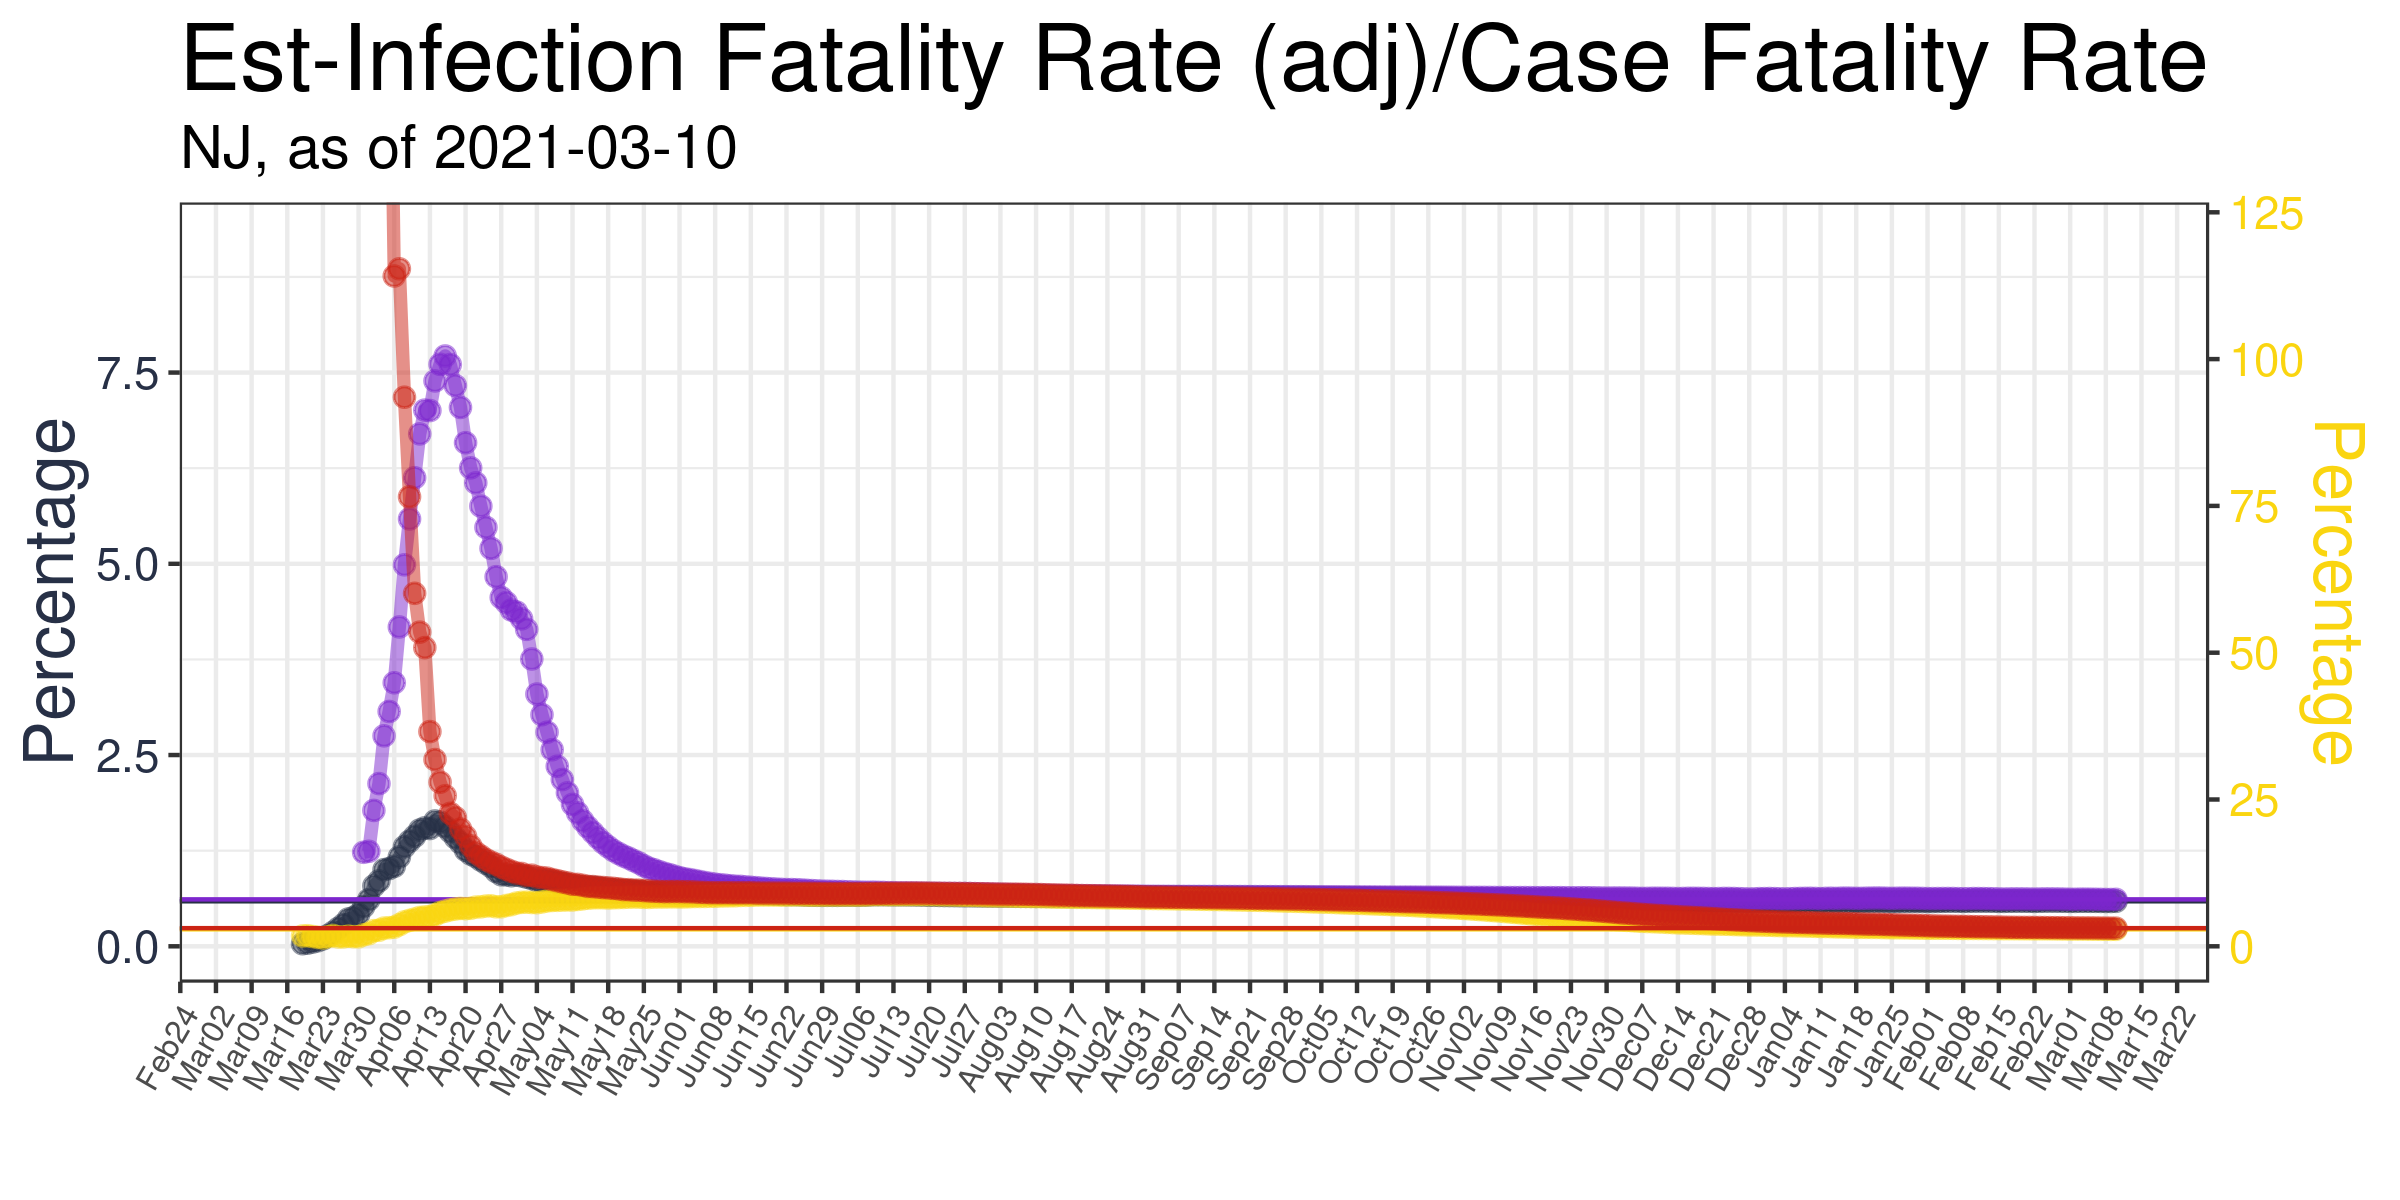 Est-Infection Fatality Rate (adj)/Case Fatality Rate
NJ, as of 2021-03-10
Percentage
7.5
5.0
2.5
0.0
125
100
75
50
25
0
Percentage
Feb24
Mar02
Mar09
Mar16
Mar23
Mar30
Apr06
Apr13
Apr20
Apr27
May04
May11
May18
May25
Jun01
Jun08
Jun15
Jun22
Jun29
Jul06
Jul13
Jul20
Jul27
Aug03
Aug10
Aug17
Aug24
Aug31
Sep07
Sep14
Sep21
Sep28
Oct05
Oct12
Oct19
Oct26
Nov02
Nov09
Nov16
Nov23
Nov30
Dec07
Dec14
Dec21
Dec28
Jan04
Jan11
Jan18
Jan25
Feb01
Feb08
Feb15
Feb22
Mar01
Mar08
Mar15
Mar22